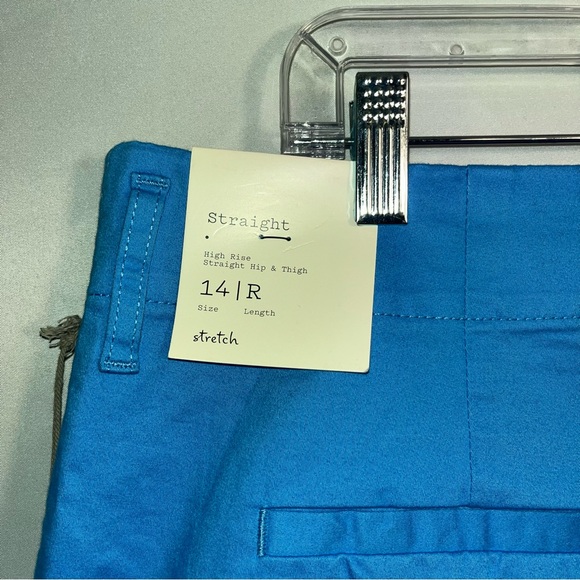 Straight
High Rise
Straight Hip & Thigh
14|R
Size Length
stretch